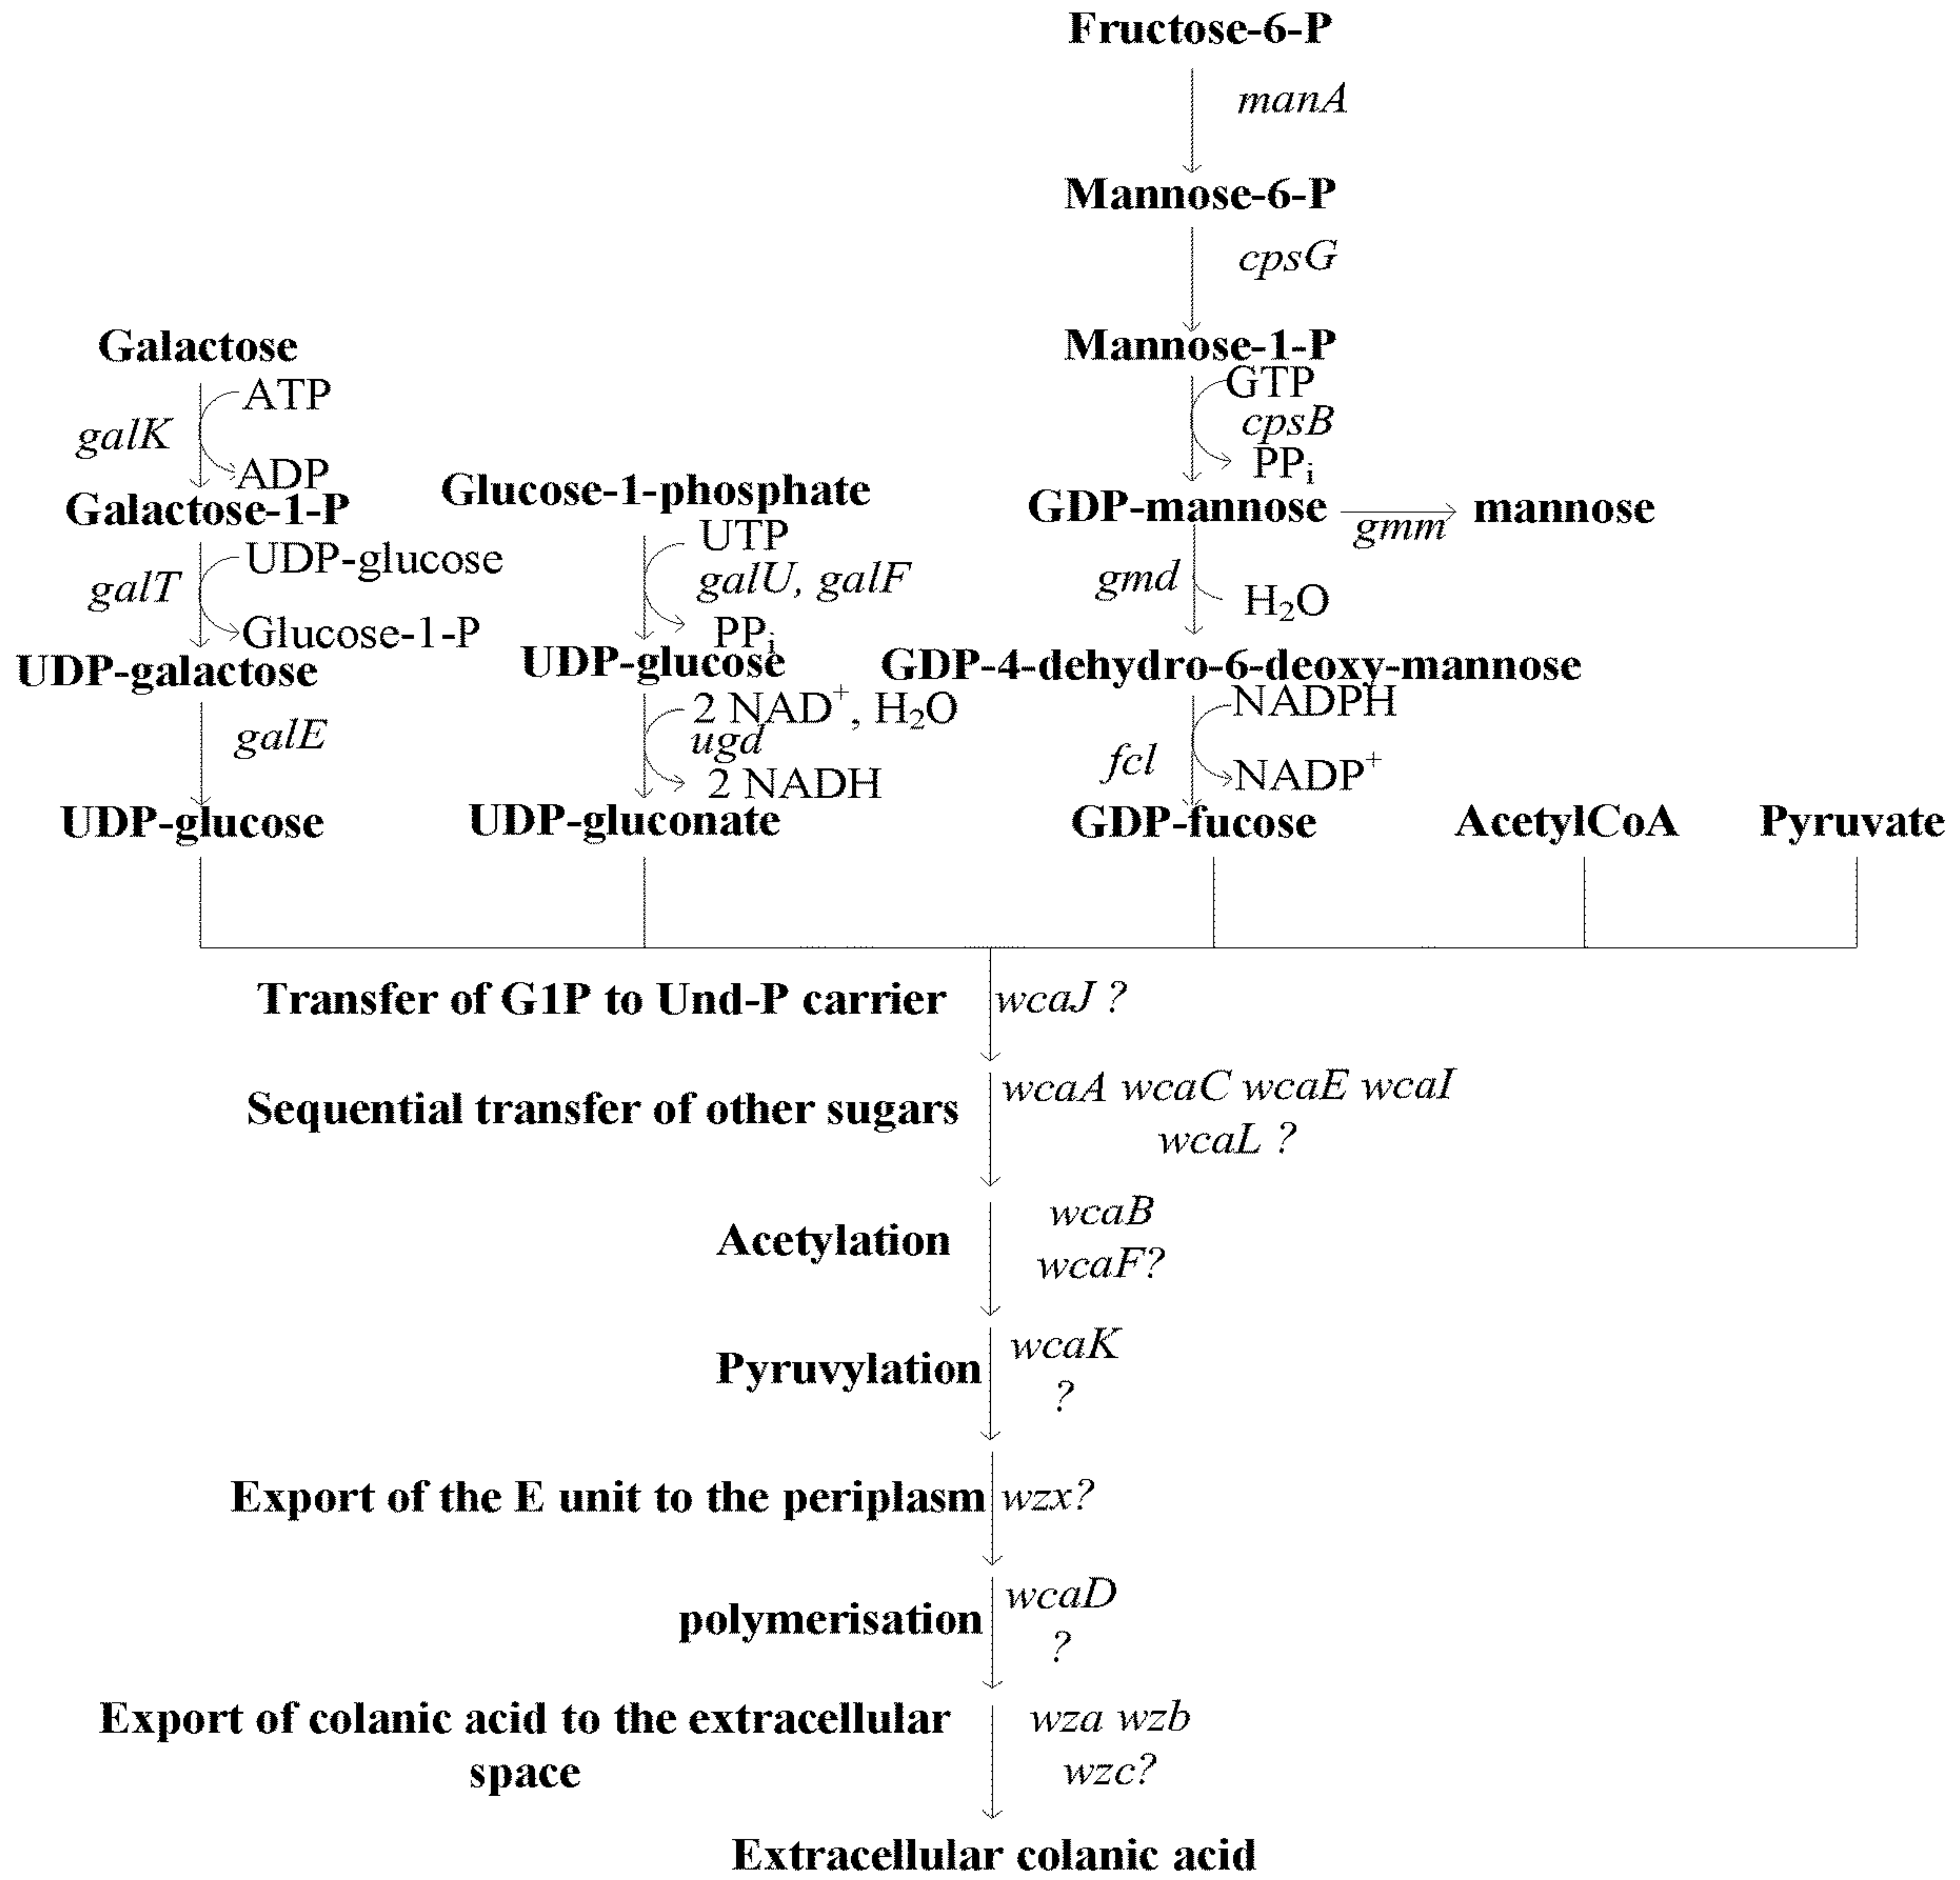 Fructose-6-P
manA
Mannose-6-P
cpsG
Galactose
Mannose-1-P
ATP
GTP
galK
cpsB
ADP
PPi
Galactose-1-P
Glucose-1-phosphate
GDP-mannose
mannose
gmm
UDP-glucose
UTP
galT
galU, galF
gmd
H2O
Glucose-1-P
PPi
UDP-galactose
UDP-glucose
GDP-4-dehydro-6-deoxy-mannose
2 NAD+, H2O
NADPH
galE
ugd
fcl
2 NADH
NADP+
UDP-glucose
UDP-gluconate
GDP-fucose
AcetylCoA
Pyruvate
Transfer of G1P to Und-P carrier
wcaJ ?
Sequential transfer of other sugars
wcaA wcaC wcaE wcaI
wcaL ?
Acetylation
wcaB
wcaF?
Pyruvylation
wcaK
?
Export of the E unit to the periplasm
wzx?
polymerisation
wcaD
?
Export of colanic acid to the extracellular
space
wza wzb
wzc?
Extracellular colanic acid